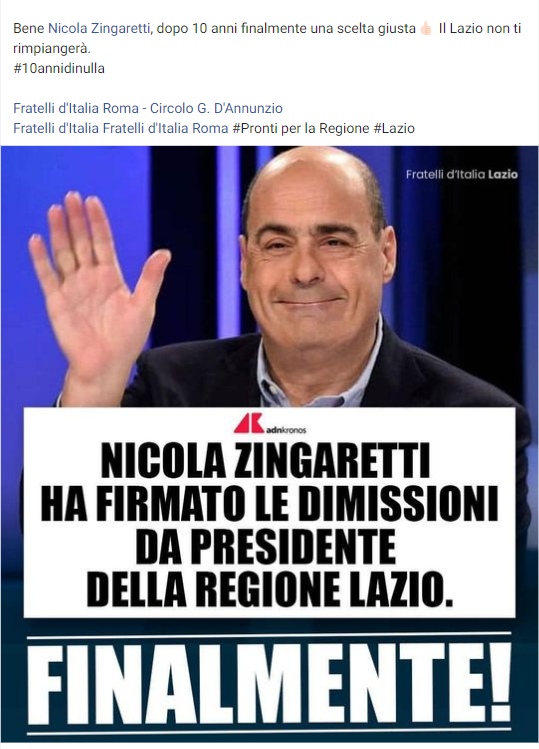 Bene Nicola Zingaretti, dopo 10 anni finalmente una scelta giusta👍🏻 Il Lazio non ti
rimpiangerà.
#10annidinulla
Fratelli d'Italia Roma - Circolo G. D'Annunzio
Fratelli d'Italia Fratelli d'Italia Roma #Pronti per la Regione #Lazio
Fratelli d'Italia Lazio
adnkronos
NICOLA ZINGARETTI
HA FIRMATO LE DIMISSIONI
DA PRESIDENTE
DELLA REGIONE LAZIO.
FINALMENTE!